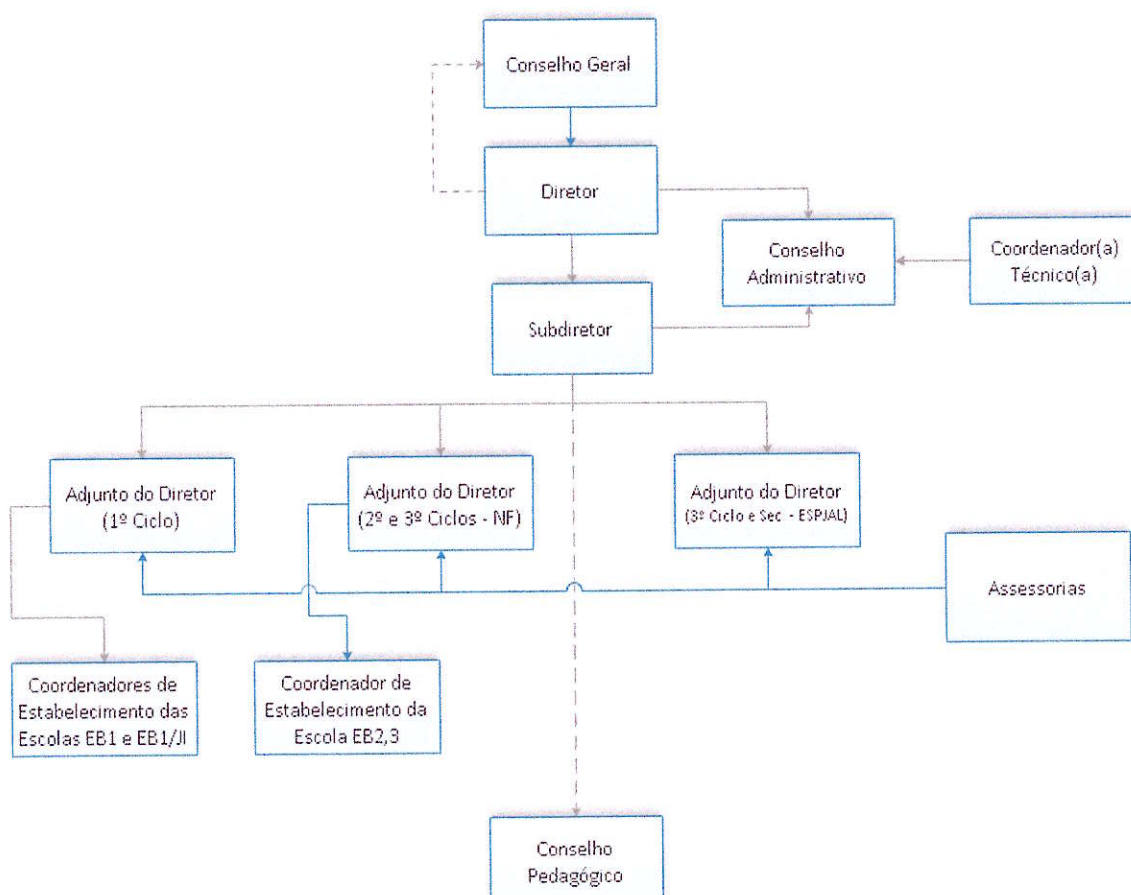 Conselho Geral
Diretor
Conselho
Administrativo
Coordenador(a)
Técnico(a)
Subdiretor
Adjunto do Diretor
(1º Ciclo)
Adjunto do Diretor
(2º e 3º Ciclos - NF)
Adjunto do Diretor
(3º Ciclo e Sec. - ESPJAL)
Assessorias
Coordenadores de
Estabelecimento das
Escolas EB1 e EB1/JI
Coordenador de
Estabelecimento da
Escola EB2,3
Conselho
Pedagógico